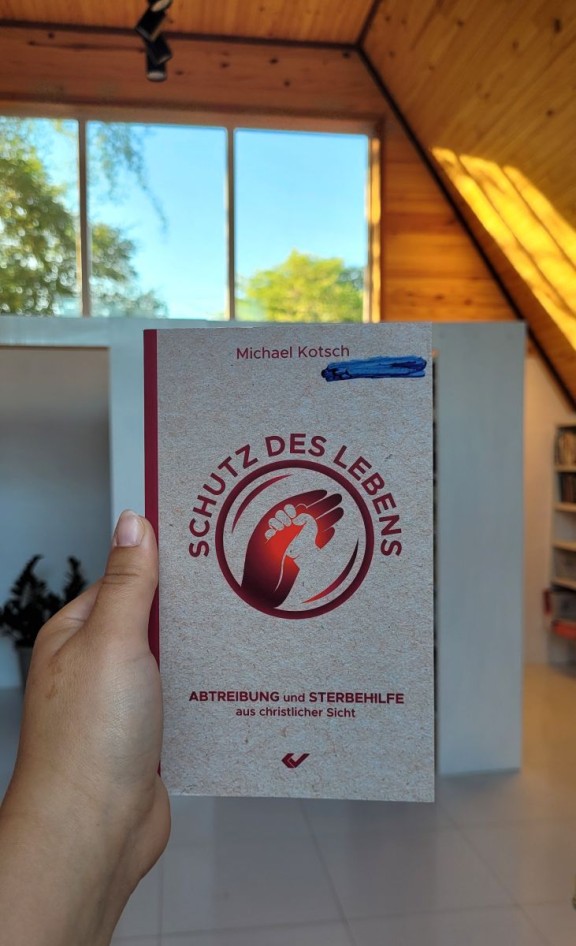 Michael Kotsch
SCHUTZ DES LEBENS
ABTREIBUNG und STERBEHILFE
aus christlicher Sicht